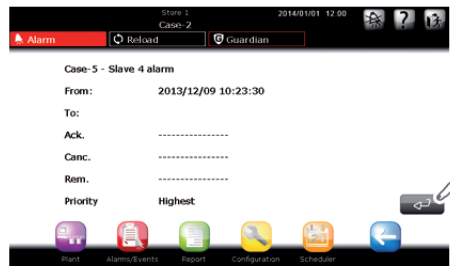 Store 1
2014/01/01 12:00
Case-2
Alarm
Reload
Guardian
Case-5 - Slave 4 alarm
From: 2013/12/09 10:23:30
To:
Ack. ----------------
Canc. ----------------
Rem. ----------------
Priority Highest
Plant
Alarms/Events
Report
Configuration
Scheduler